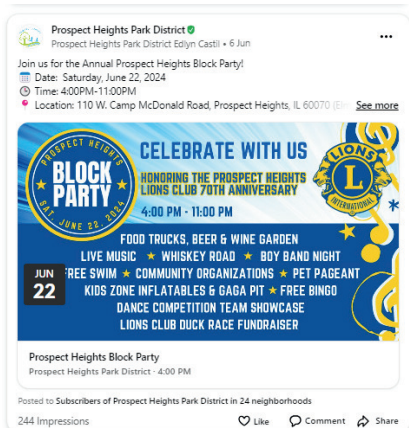 Prospect Heights Park District
Prospect Heights Park District Edlyn Castil • 6 Jun
Join us for the Annual Prospect Heights Block Party!
Date: Saturday, June 22, 2024
Time: 4:00PM-11:00PM
Location: 110 W. Camp McDonald Road, Prospect Heights, IL 60070 See more
PROSPECT HEIGHTS
BLOCK
PARTY
SAT. JUNE 22, 2024
CELEBRATE WITH US
HONORING THE PROSPECT HEIGHTS
LIONS CLUB 70TH ANNIVERSARY
4:00 PM - 11:00 PM
LIONS
L
INTERNATIONAL
FOOD TRUCKS, BEER & WINE GARDEN
LIVE MUSIC ★ WHISKEY ROAD ★ BOY BAND NIGHT
FREE SWIM ★ COMMUNITY ORGANIZATIONS ★ PET PAGEANT
KIDS ZONE INFLATABLES & GAGA PIT ★ FREE BINGO
DANCE COMPETITION TEAM SHOWCASE
LIONS CLUB DUCK RACE FUNDRAISER
JUN
22
Prospect Heights Block Party
Prospect Heights Park District · 4:00 PM
Posted to Subscribers of Prospect Heights Park District in 24 neighborhoods
244 Impressions Like Comment Share